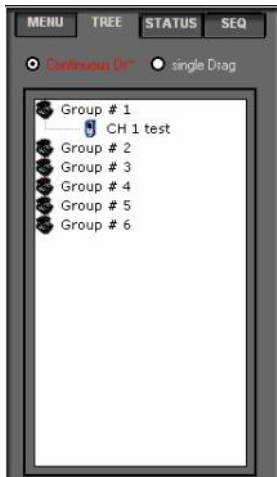 MENU TREE STATUS SEQ
Continuous Dr~ single Drag
Group # 1
CH 1 test
Group # 2
Group # 3
Group # 4
Group # 5
Group # 6